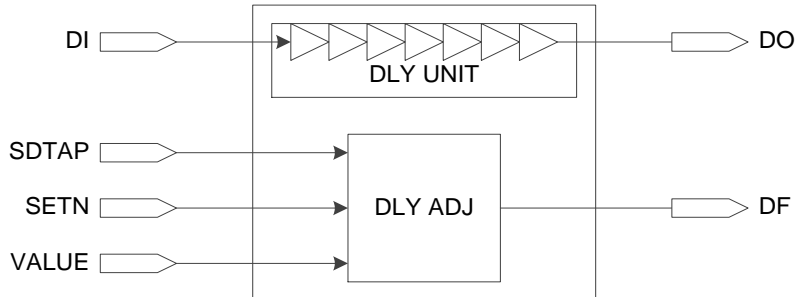 DI
DLY UNIT
DO
SDTAP
SETN
DLY ADJ
DF
VALUE